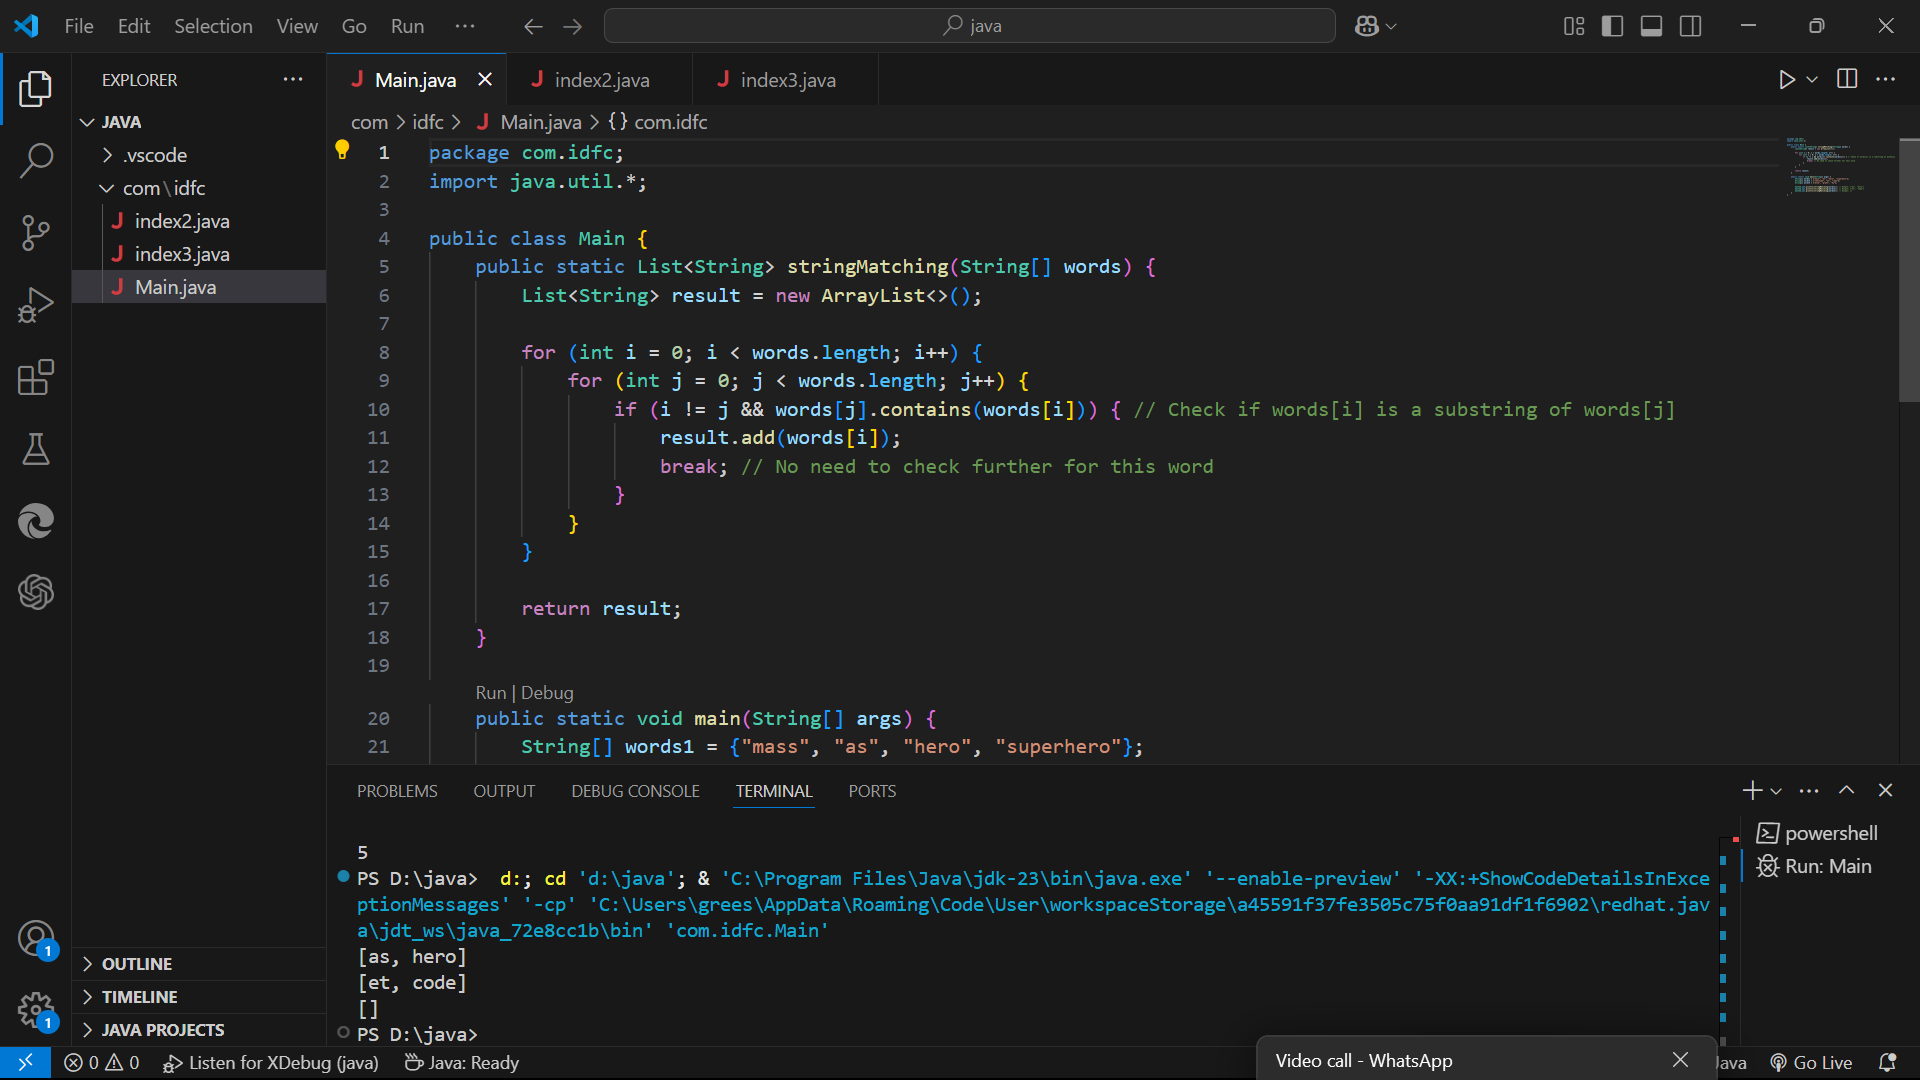 File Edit Selection View Go Run ···
java
EXPLORER ···
JAVA
.vscode
com\idfc
index2.java
index3.java
Main.java
OUTLINE
TIMELINE
JAVA PROJECTS
Main.java index2.java index3.java
com > idfc > Main.java > {} com.idfc
1 package com.idfc;
2 import java.util.*;
3
4 public class Main {
5 public static List<String> stringMatching(String[] words) {
6 List<String> result = new ArrayList<>();
7
8 for (int i = 0; i < words.length; i++) {
9 for (int j = 0; j < words.length; j++) {
10 if (i != j && words[j].contains(words[i])) { // Check if words[i] is a substring of words[j]
11 result.add(words[i]);
12 break; // No need to check further for this word
13 }
14 }
15 }
16
17 return result;
18 }
19
Run | Debug
20 public static void main(String[] args) {
21 String[] words1 = {"mass", "as", "hero", "superhero"};
PROBLEMS OUTPUT DEBUG CONSOLE TERMINAL PORTS
5
PS D:\java> d:; cd 'd:\java'; & 'C:\Program Files\Java\jdk-23\bin\java.exe' '--enable-preview' '-XX:+ShowCodeDetailsInExce
ptionMessages' '-cp' 'C:\Users\grees\AppData\Roaming\Code\User\workspaceStorage\a45591f37fe3505c75f0aa91df1f6902\redhat.jav
a\jdt_ws\java_72e8cc1b\bin' 'com.idfc.Main'
[as, hero]
[et, code]
[]
PS D:\java>
powershell
Run: Main
1
1
0 0 Listen for XDebug (java) Java: Ready
Video call - WhatsApp
Java Go Live